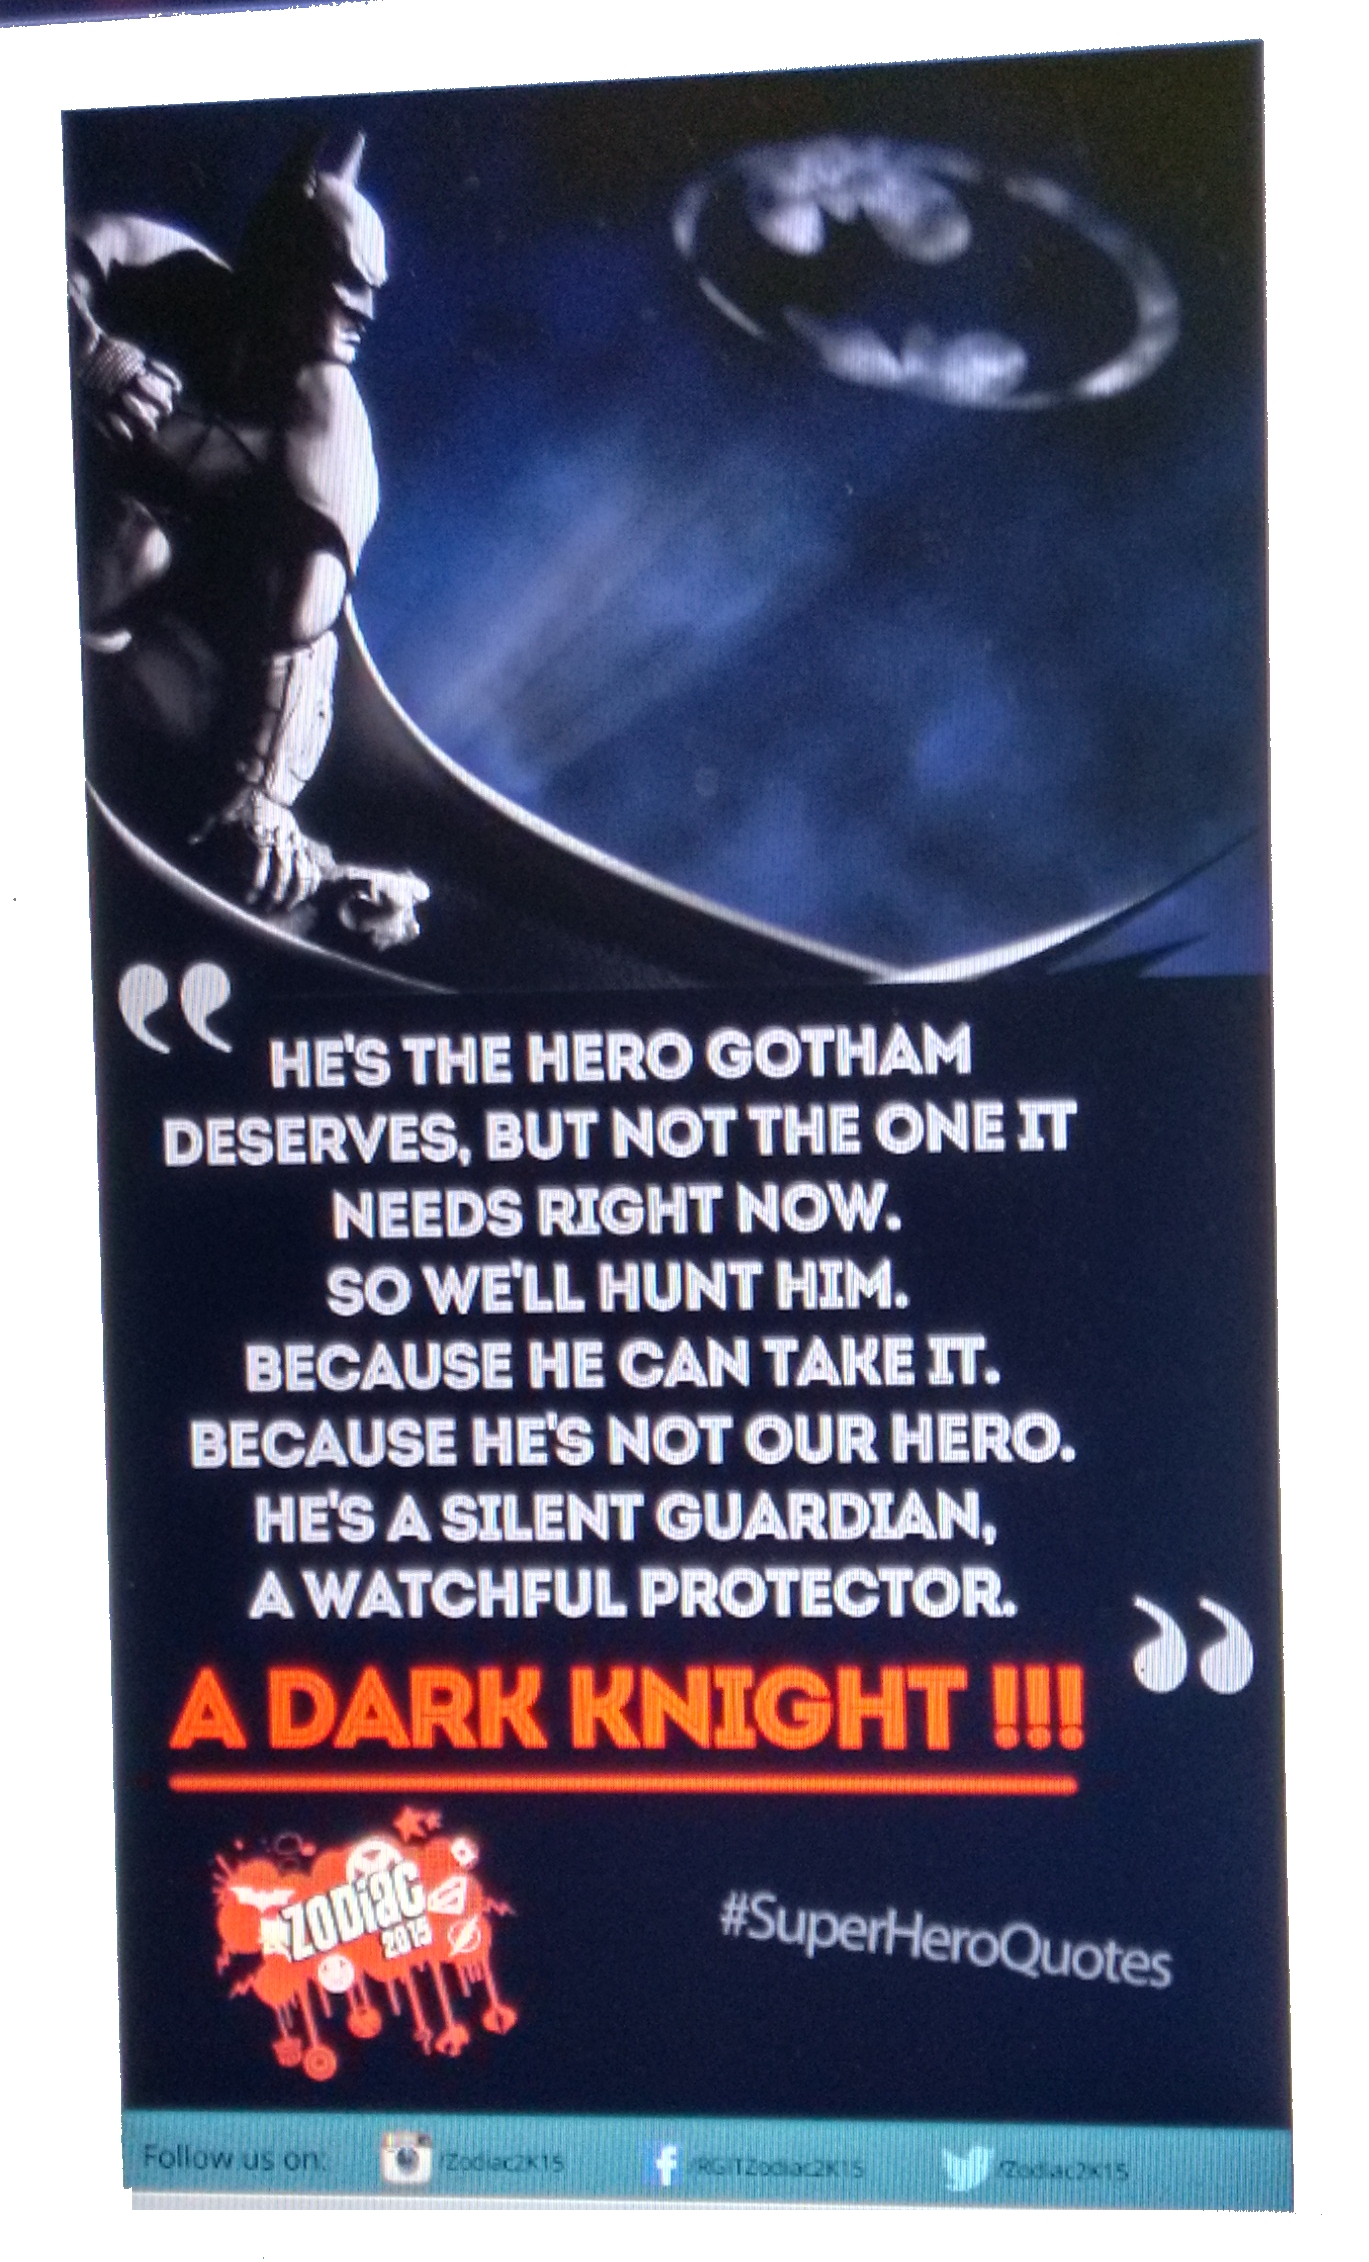 “
HE'S THE HERO GOTHAM
DESERVES, BUT NOT THE ONE IT
NEEDS RIGHT NOW.
SO WE'LL HUNT HIM.
BECAUSE HE CAN TAKE IT.
BECAUSE HE'S NOT OUR HERO.
HE'S A SILENT GUARDIAN,
A WATCHFUL PROTECTOR.
A DARK KNIGHT !!! ”
ZODiac
2015
#SuperHeroQuotes
Follow us on: /Zodiac2K15 /RGITZodiac2K15 /Zodiac2K15